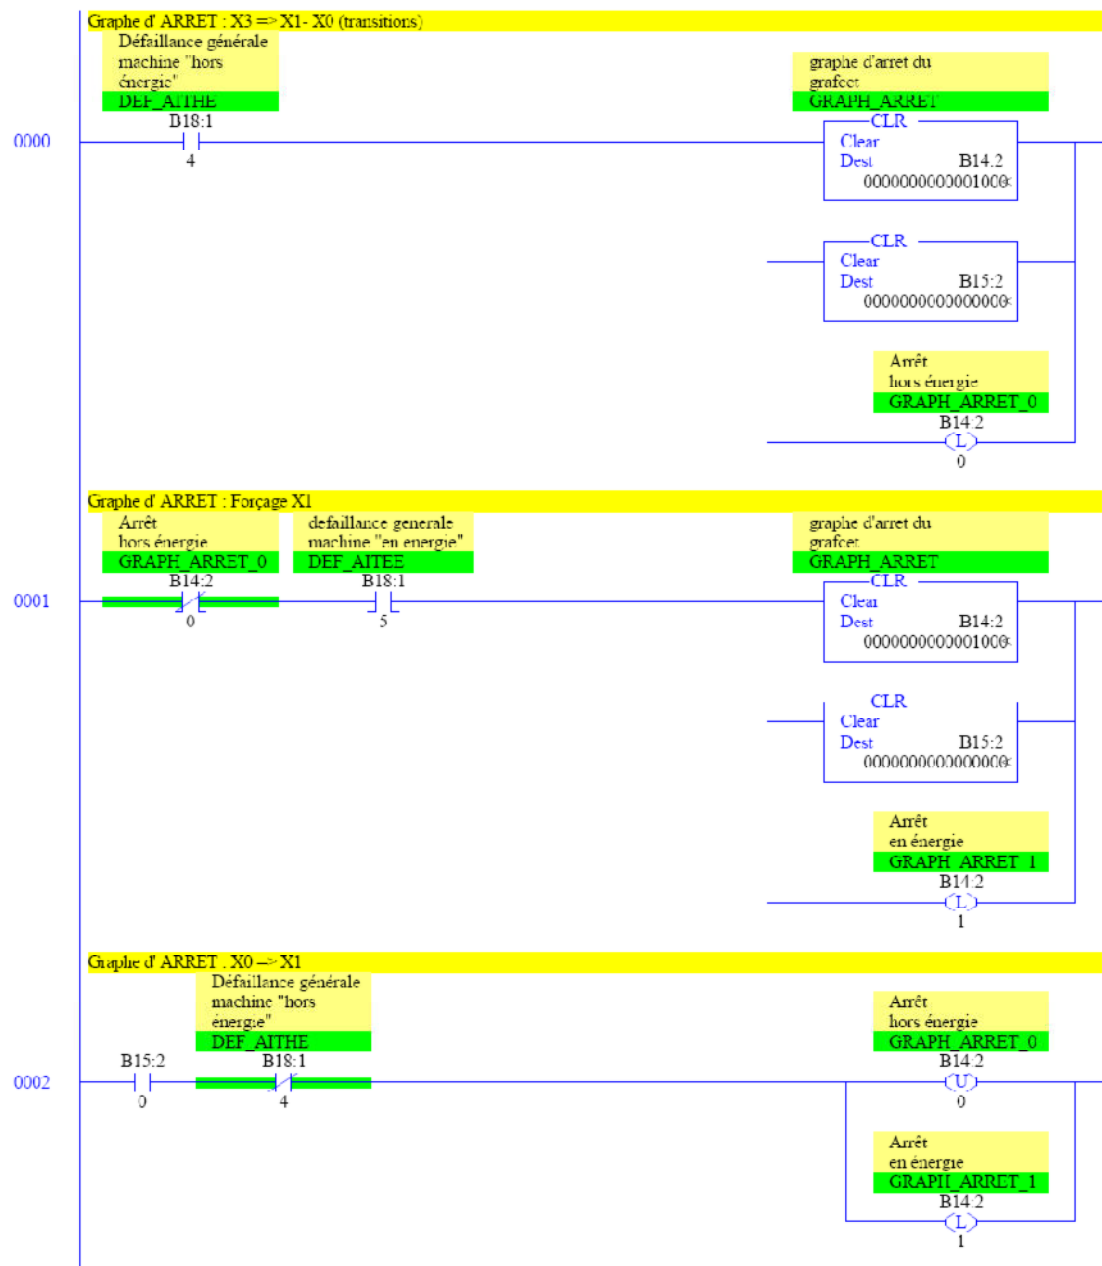 Graphe d' ARRET : X3 => X1- X0 (transitions)
Défaillance générale
machine "hors
énergie"
DEF_AITHE
B18:1
4
graphe d'arret du
grafcet
GRAPH_ARRET
CLR
Clear
Dest B14:2
0000000000001000<
0000
CLR
Clear
Dest B15:2
0000000000000000<
Arrêt
hors énergie
GRAPH_ARRET_0
B14:2
L
0
Graphe d' ARRET : Forçage X1
Arrêt
hors énergie
GRAPH_ARRET_0
B14:2
0
defaillance generale
machine "en energie"
DEF_AITEE
B18:1
5
graphe d'arret du
grafcet
GRAPH_ARRET
CLR
Clear
Dest B14:2
0000000000001000<
0001
CLR
Clear
Dest B15:2
0000000000000000<
Arrêt
en énergie
GRAPH_ARRET_1
B14:2
L
1
Graphe d' ARRET : X0 => X1
Défaillance générale
machine "hors
énergie"
DEF_AITHE
B15:2
0
B18:1
4
0002
Arrêt
hors énergie
GRAPH_ARRET_0
B14:2
U
0
Arrêt
en énergie
GRAPH_ARRET_1
B14:2
L
1